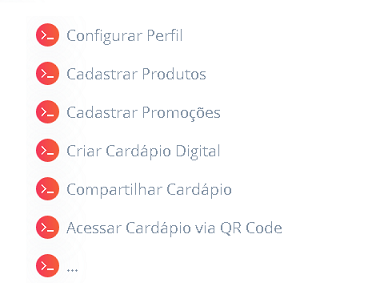 Configurar Perfil
Cadastrar Produtos
Cadastrar Promoções
Criar Cardápio Digital
Compartilhar Cardápio
Acessar Cardápio via QR Code
...